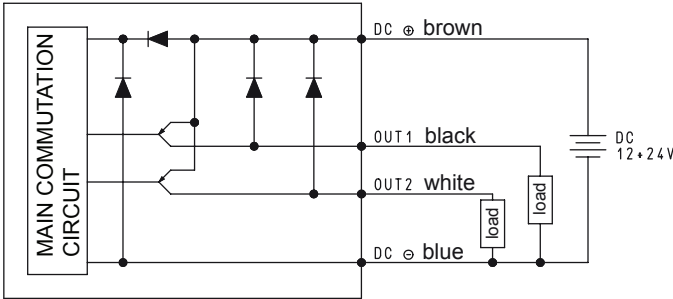 MAIN COMMUTATION
CIRCUIT
DC ⊕ brown
OUT1 black
OUT2 white
DC ⊖ blue
load
load
DC
12÷24V